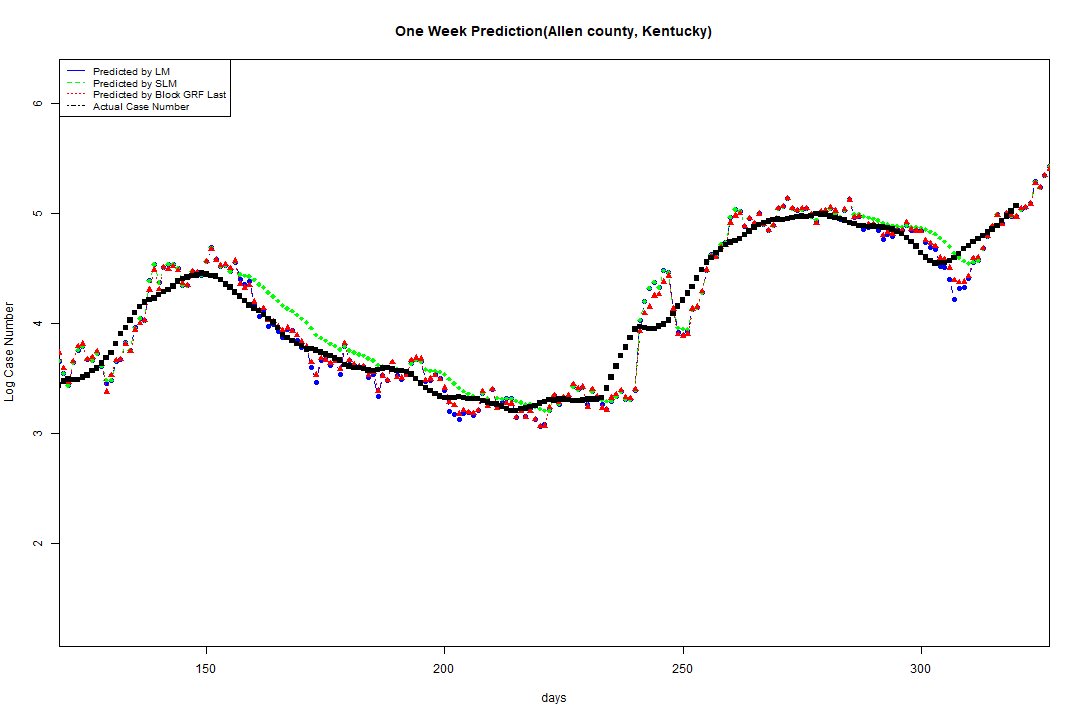 One Week Prediction(Allen county, Kentucky)
Predicted by LM
Predicted by SLM
Predicted by Block GRF Last
Actual Case Number
Log Case Number
6
5
4
3
2
150 200 250 300
days